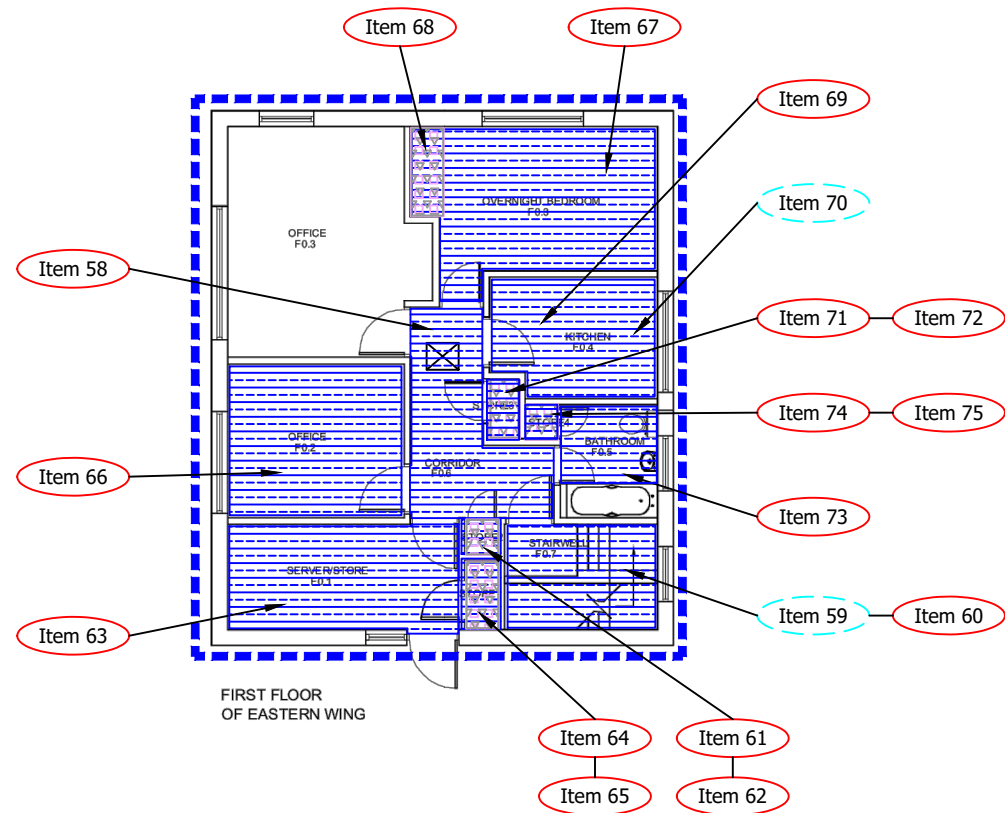 Item 68
Item 67
Item 69
Item 70
OVERNIGHT BEDROOM
F0.3
OFFICE
F0.3
Item 58
Item 71
Item 72
KITCHEN
F0.4
Item 74
Item 75
OFFICE
F0.2
BATHROOM
F0.5
CORRIDOR
F0.6
Item 66
Item 73
STAIRWELL
F0.7
SERVER/STORE
F0.1
Item 63
Item 59
Item 60
FIRST FLOOR
OF EASTERN WING
Item 64
Item 61
Item 65
Item 62